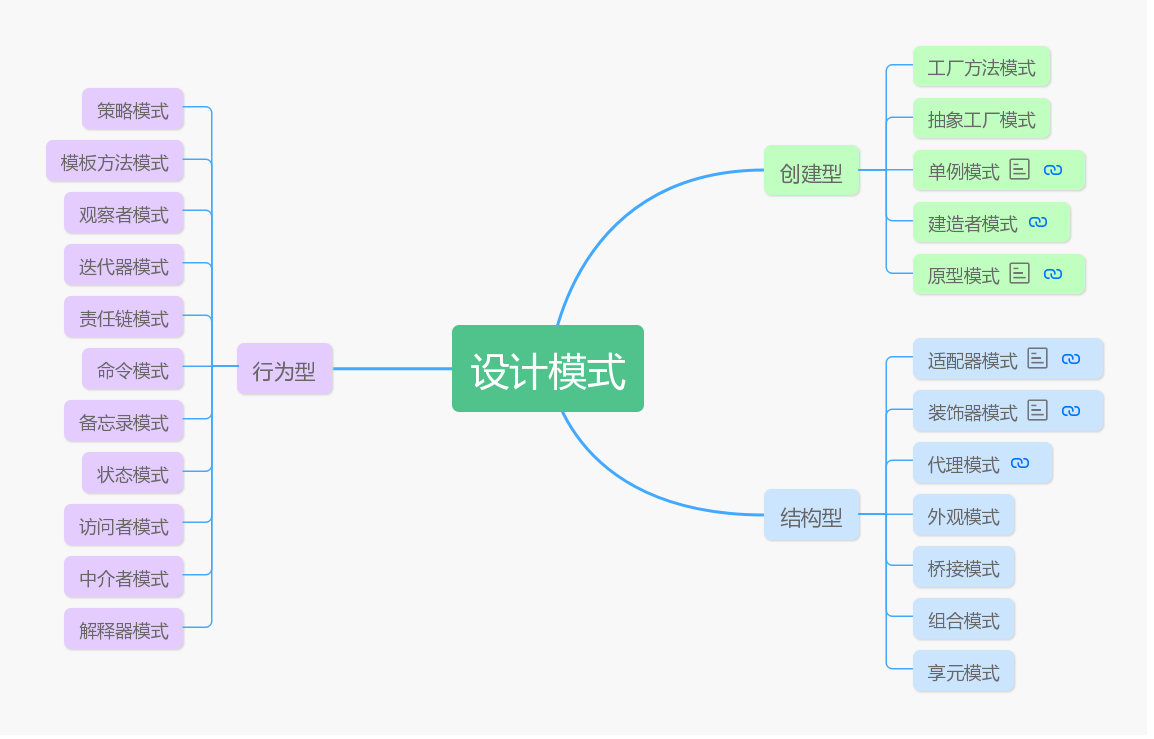 设计模式
创建型
工厂方法模式
抽象工厂模式
单例模式
建造者模式
原型模式
结构型
适配器模式
装饰器模式
代理模式
外观模式
桥接模式
组合模式
享元模式
行为型
策略模式
模板方法模式
观察者模式
迭代器模式
责任链模式
命令模式
备忘录模式
状态模式
访问者模式
中介者模式
解释器模式